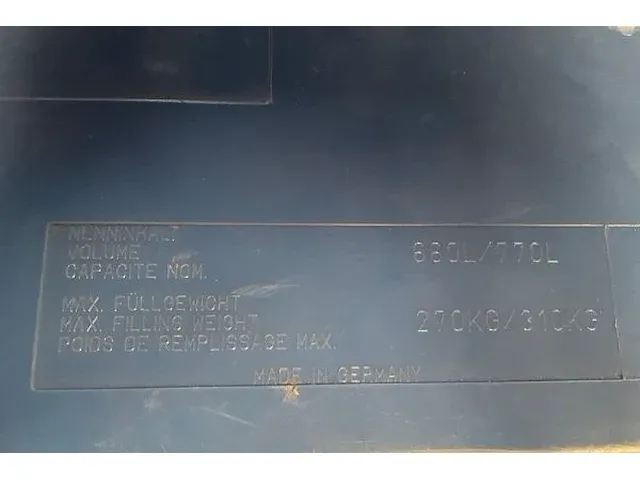 NENNINHALT
VOLUME 660L/770L
CAPACITE NOM.
MAX. FÜLLGEWICHT
MAX. FILLING WEIGHT 270KG/310KG
POIDS DE REMPLISSAGE MAX.
MADE IN GERMANY